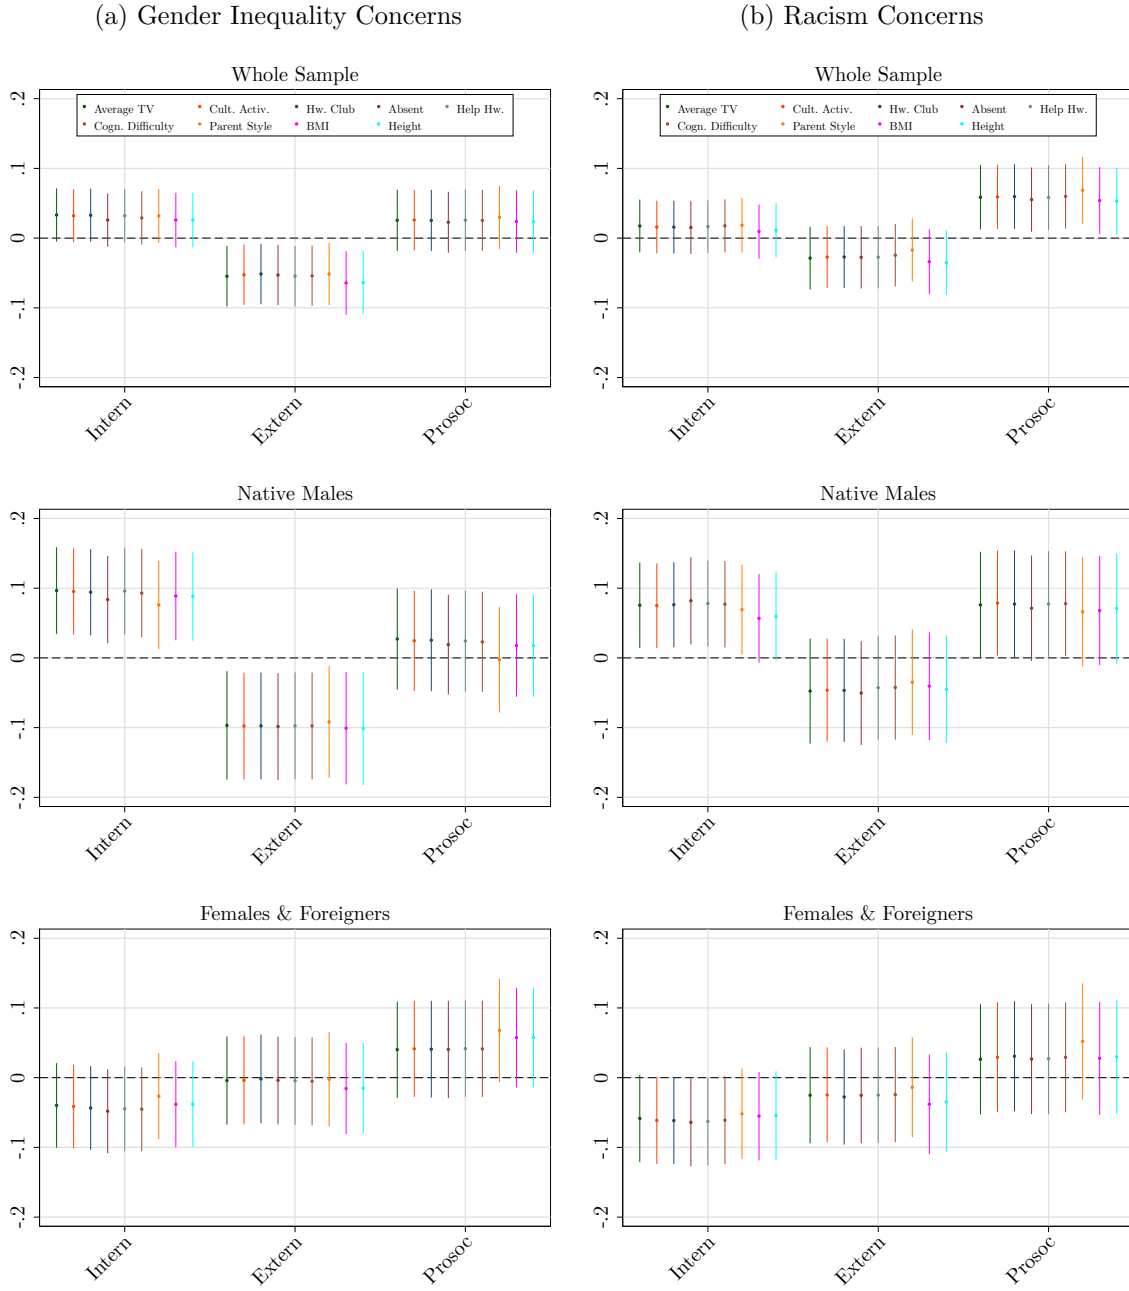 (a) Gender Inequality Concerns
Whole Sample
.2
.1
0
-.1
-.2
Average TV Cult. Activ. Hw. Club Absent Help Hw.
Cogn. Difficulty Parent Style BMI Height
Intern Extern Prosoc
Native Males
.2
.1
0
-.1
-.2
Intern Extern Prosoc
Females & Foreigners
.2
.1
0
-.1
-.2
Intern Extern Prosoc
(b) Racism Concerns
Whole Sample
.2
.1
0
-.1
-.2
Average TV Cult. Activ. Hw. Club Absent Help Hw.
Cogn. Difficulty Parent Style BMI Height
Intern Extern Prosoc
Native Males
.2
.1
0
-.1
-.2
Intern Extern Prosoc
Females & Foreigners
.2
.1
0
-.1
-.2
Intern Extern Prosoc